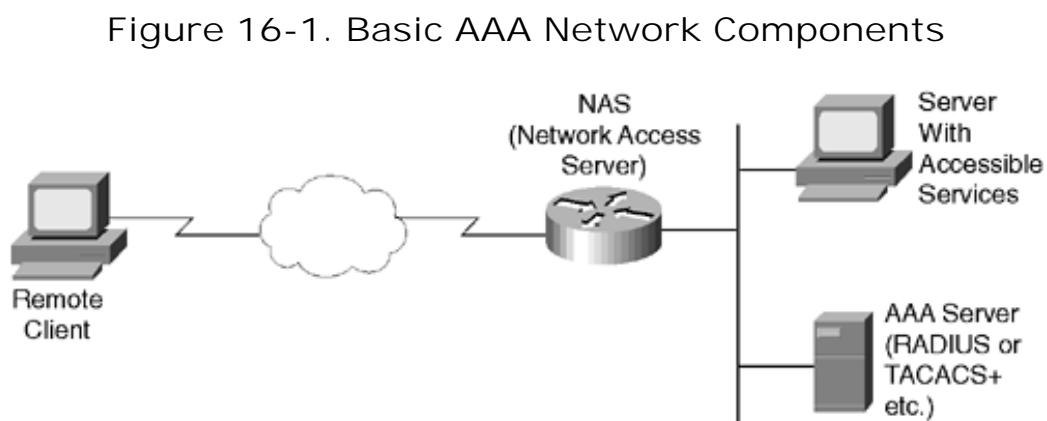 Figure 16-1. Basic AAA Network Components
NAS
(Network Access
Server)
Server
With
Accessible
Services
Remote
Client
AAA Server
(RADIUS or
TACACS+
etc.)